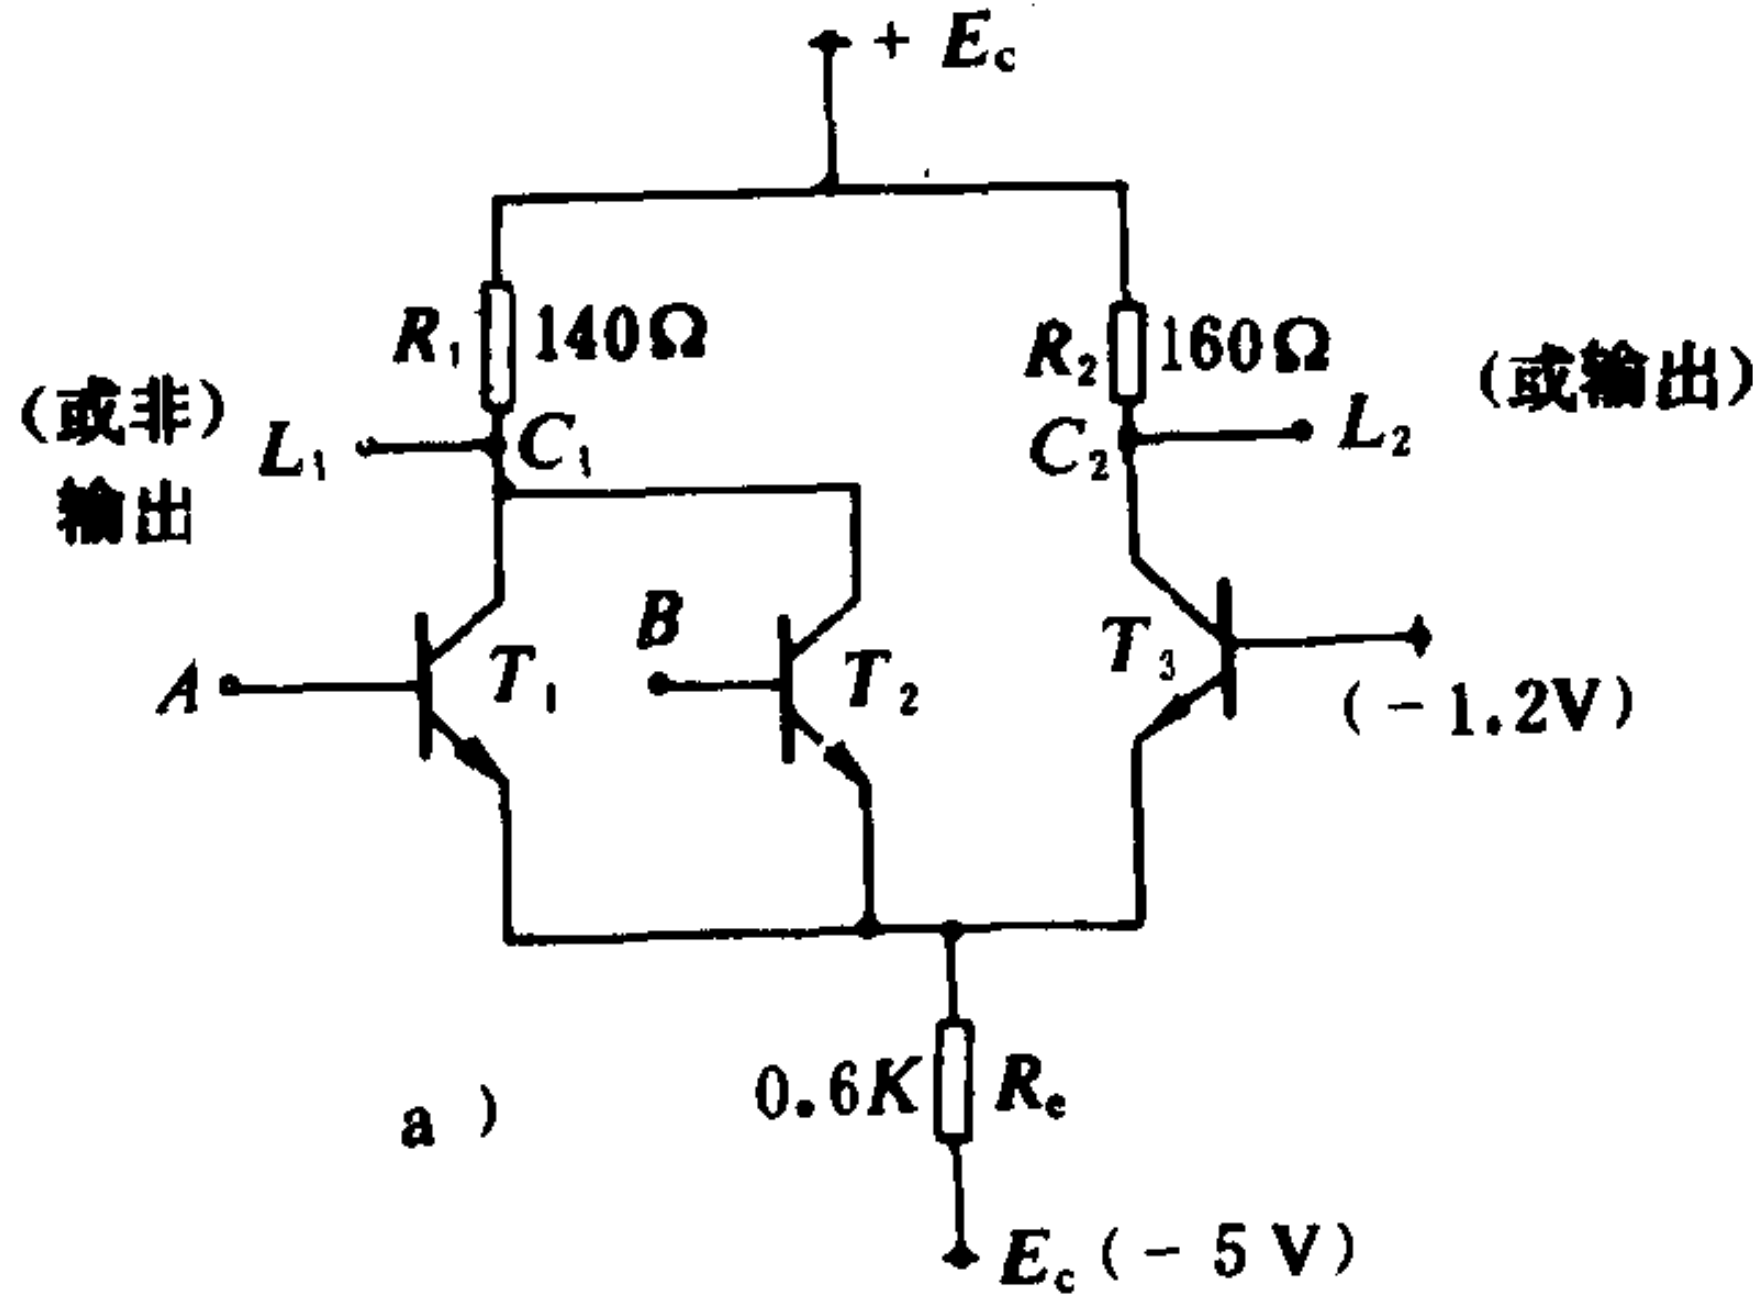 + Ec
R1 140Ω
R2 160Ω
(或非)
输出
L1
C1
C2
L2
(或输出)
A
T1
B
T2
T3
(-1.2V)
0.6K Re
a )
Ec (- 5 V)